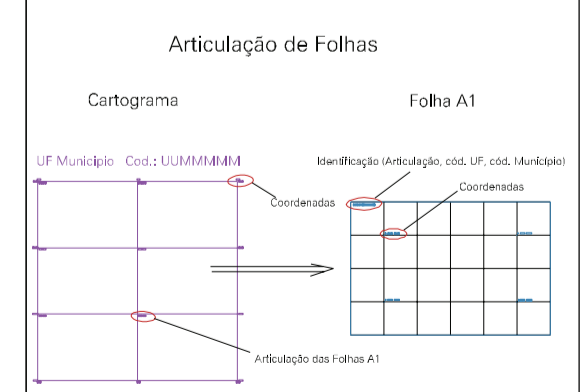 Articulação de Folhas
Cartograma
Folha A1
UF Municipio Cod.: UUMMMMM
Identificação (Articulação, cód. UF, cód. Município)
Coordenadas
Coordenadas
Articulação das Folhas A1